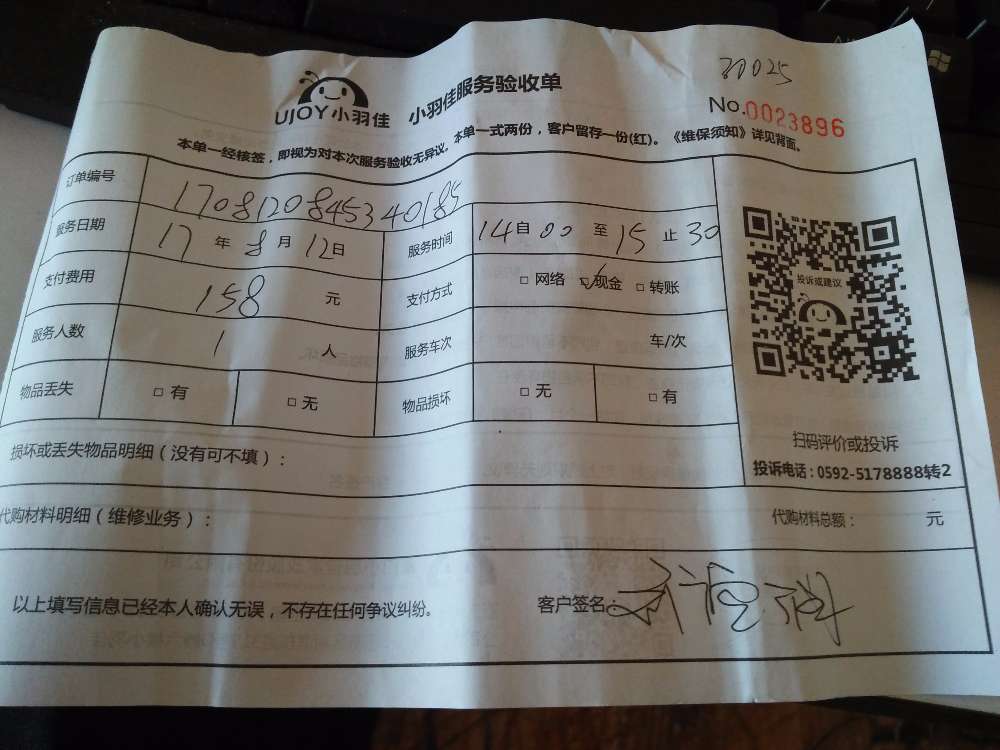 30025
UJOY小羽佳 小羽佳服务验收单
No.0023896
本单一经核签，即视为对本次服务验收无异议。本单一式两份，客户留存一份(红)。《维保须知》详见背面。
订单编号 1708120845340185
服务日期 17 年 8 月 12 日 服务时间 14 自 00 至 15 止 30
支付费用 158 元 支付方式 □ 网络 ☑ 现金 □ 转账
服务人数 1 人 服务车次 车/次
物品丢失 □ 有 □ 无 物品损坏 □ 无 □ 有
投诉或建议
扫码评价或投诉
投诉电话：0592-5178888转2
损坏或丢失物品明细（没有可不填）：
代购材料明细（维修业务）： 代购材料总额： 元
以上填写信息已经本人确认无误，不存在任何争议纠纷。 客户签名：